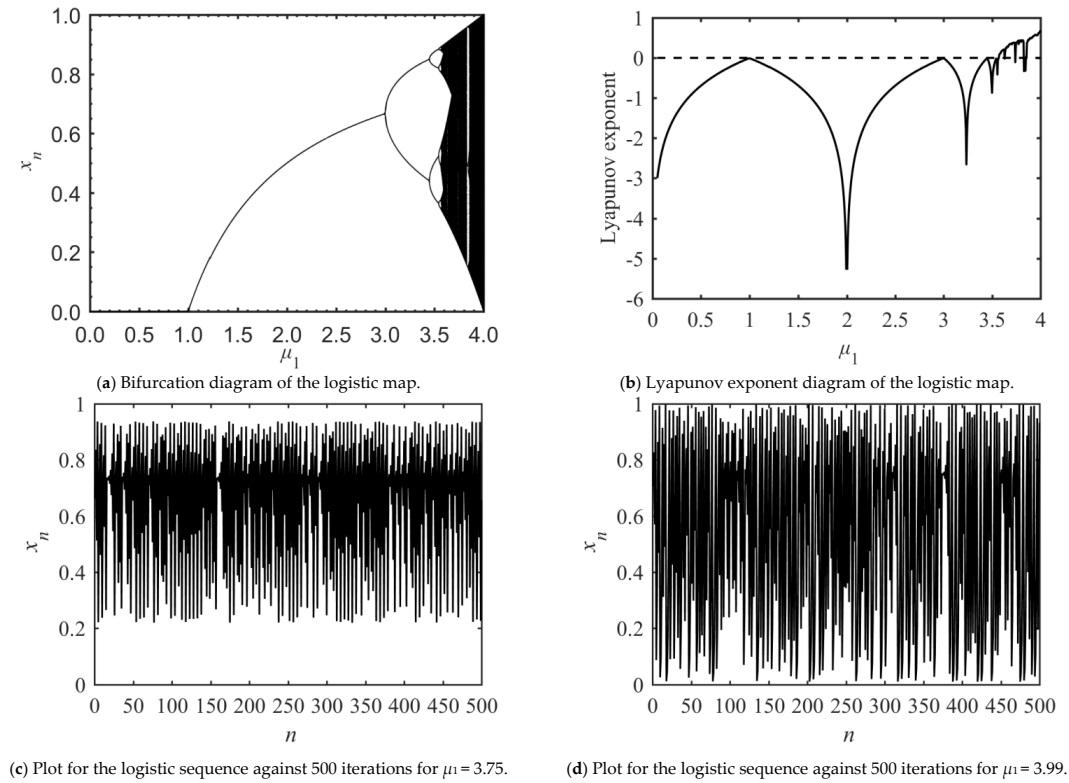 1.0
0.8
0.6
0.4
0.2
0.0
xn
0.0 0.5 1.0 1.5 2.0 2.5 3.0 3.5 4.0
μ1
(a) Bifurcation diagram of the logistic map.
1
0
-1
-2
-3
-4
-5
-6
Lyapunov exponent
0 0.5 1 1.5 2 2.5 3 3.5 4
μ1
(b) Lyapunov exponent diagram of the logistic map.
1
0.8
0.6
0.4
0.2
0
xn
0 50 100 150 200 250 300 350 400 450 500
n
(c) Plot for the logistic sequence against 500 iterations for μ1 = 3.75.
1
0.8
0.6
0.4
0.2
0
xn
0 50 100 150 200 250 300 350 400 450 500
n
(d) Plot for the logistic sequence against 500 iterations for μ1 = 3.99.